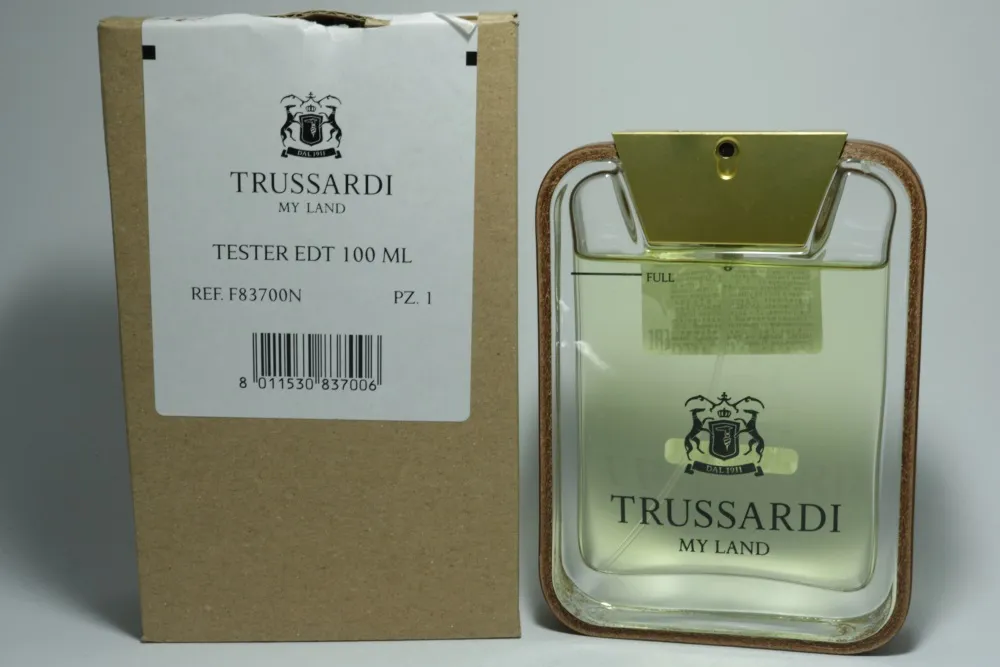 DAL 1911
TRUSSARDI
MY LAND
TESTER EDT 100 ML
REF. F83700N PZ. 1
8 011530 837006
FULL
DAL 1911
TRUSSARDI
MY LAND